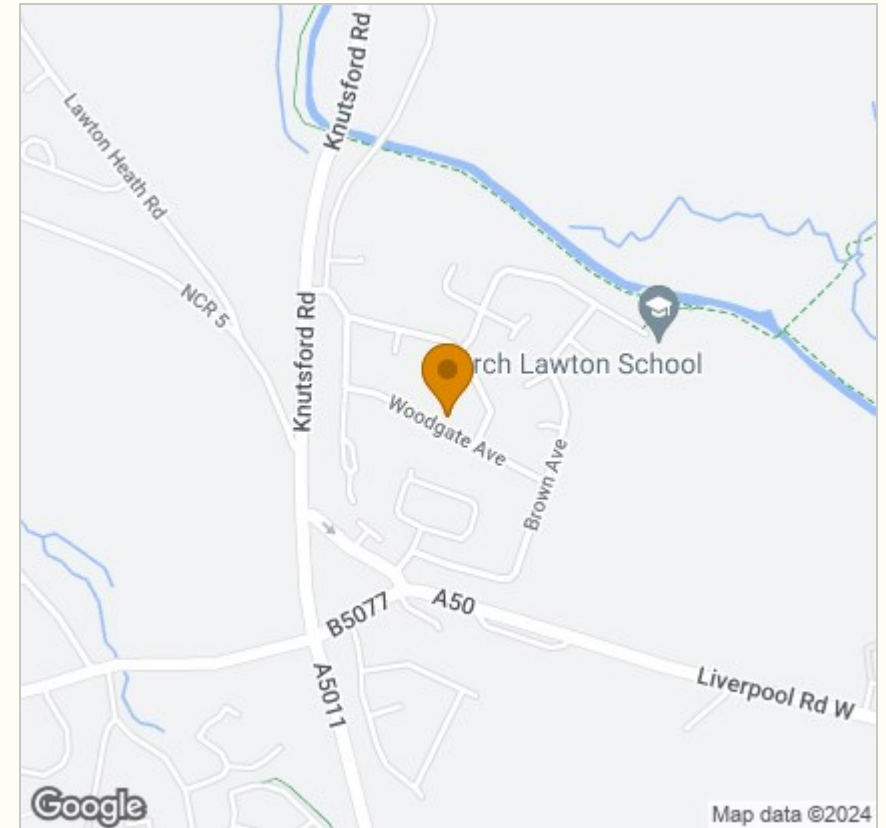 Knutsford Rd
Lawton Heath Rd
NCR 5
Knutsford Rd
rch Lawton School
Woodgate Ave
Brown Ave
B5077
A50
A5011
Liverpool Rd W
Google
Map data ©2024